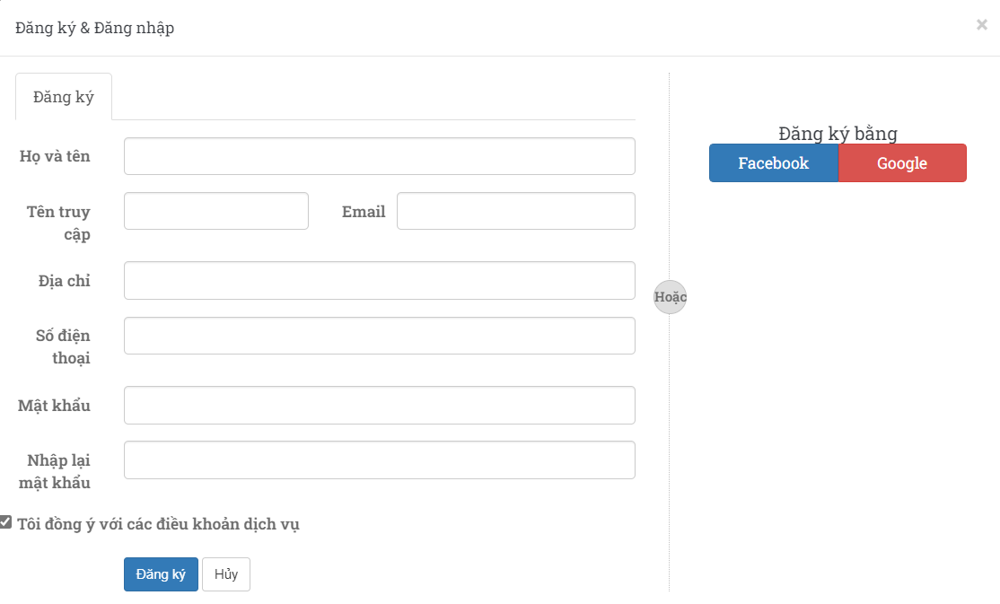 Đăng ký & Đăng nhập
×
Đăng ký
Họ và tên
Tên truy
cập
Email
Địa chỉ
Số điện
thoại
Mật khẩu
Nhập lại
mật khẩu
Tôi đồng ý với các điều khoản dịch vụ
Đăng ký
Hủy
Hoặc
Đăng ký bằng
Facebook
Google